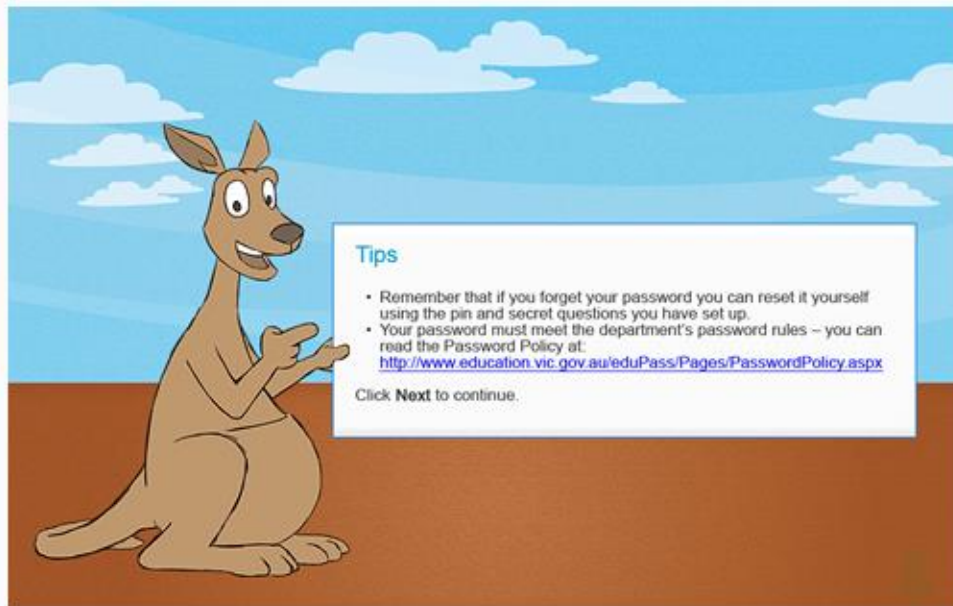 Tips
• Remember that if you forget your password you can reset it yourself
using the pin and secret questions you have set up.
• Your password must meet the department's password rules – you can
read the Password Policy at:
http://www.education.vic.gov.au/eduPass/Pages/PasswordPolicy.aspx
Click Next to continue.